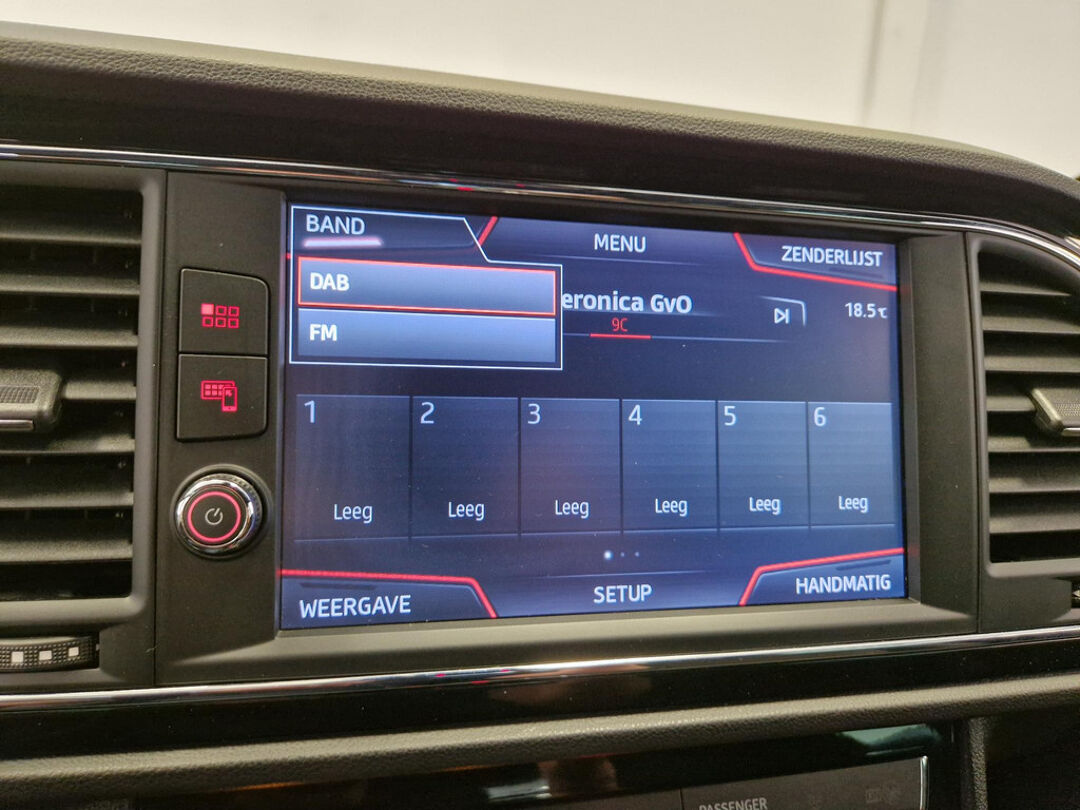 BAND
MENU
ZENDERLIJST
DAB
eronica GvO
18.5°C
9C
FM
1 2 3 4 5 6
Leeg Leeg Leeg Leeg Leeg Leeg
WEERGAVE
SETUP
HANDMATIG
PASSENGER